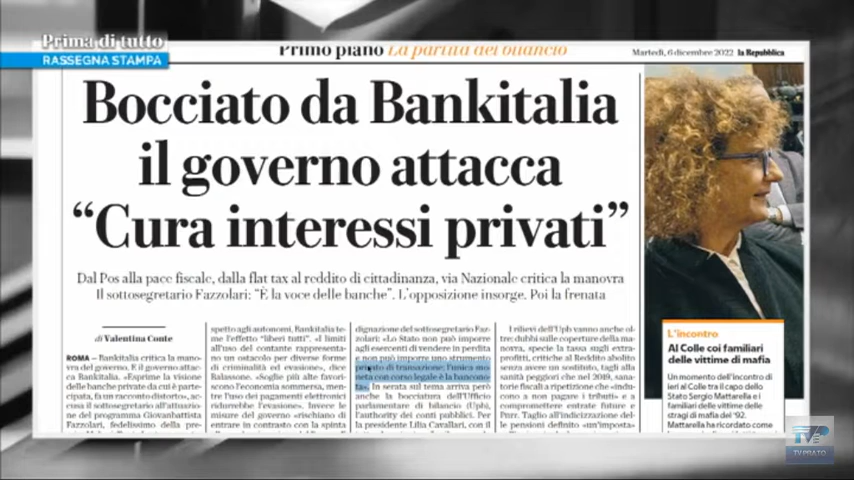 Prima di tutto
RASSEGNA STAMPA
Primo piano La partita del bilancio
Martedì, 6 dicembre 2022 la Repubblica
Bocciato da Bankitalia
il governo attacca
“Cura interessi privati”
Dal Pos alla pace fiscale, dalla flat tax al reddito di cittadinanza, via Nazionale critica la manovra
Il sottosegretario Fazzolari: “È la voce delle banche”. L’opposizione insorge. Poi la frenata
di Valentina Conte
ROMA – Bankitalia critica la mano-
vra del governo. E il governo attac-
ca Bankitalia. «Esprime la visione
delle banche private da cui è parte-
cipata, fa un racconto distorto», ac-
cusa il sottosegretario all'attuazio-
ne del programma Giovanbattista
Fazzolari, fedelissimo della pre-
spetto agli autonomi, Bankitalia te-
me l'effetto "liberi tutti". «I limiti
all'uso del contante rappresenta-
no un ostacolo per diverse forme
di criminalità ed evasione», dice
Balassone. «Soglie più alte favori-
scono l'economia sommersa, men-
tre l'uso dei pagamenti elettronici
ridurrebbe l'evasione». Invece le
misure del governo «rischiano di
entrare in contrasto con la spinta
dignazione del sottosegretario Faz-
zolari: «Lo Stato non può imporre
agli esercenti di vendere in perdita
e non può imporre uno strumento
privato di transazione: l'unica mo-
neta con corso legale è la bancono-
ta». In serata sul tema arriva però
anche la bocciatura dell'Ufficio
parlamentare di bilancio (Upb),
l'authority dei conti pubblici. Per
la presidente Lilia Cavallari, con il
I rilievi dell'Upb vanno anche ol-
tre: dubbi sulle coperture della ma-
novra, specie la tassa sugli extra-
profitti, critiche al Reddito abolito
senza avere un sostituto, tagli alla
sanità peggiori che nel 2019, sana-
torie fiscali a ripetizione che «indu-
cono a non pagare i tributi» e a
compromettere entrate future e
Pnrr. Taglio all'indicizzazione del-
le pensioni definito «un'imposta»
L'incontro
Al Colle coi familiari
delle vittime di mafia
Un momento dell'incontro di
ieri al Colle tra il capo dello
Stato Sergio Mattarella e i
familiari delle vittime delle
stragi di mafia del '92.
Mattarella ha ricordato come
TVP
TV PRATO